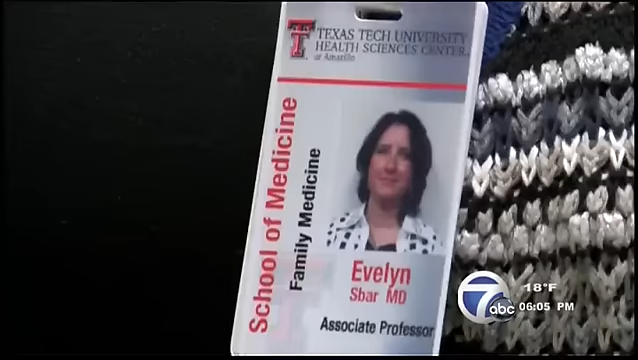 TEXAS TECH UNIVERSITY
HEALTH SCIENCES CENTER
at Amarillo
School of Medicine
Family Medicine
Evelyn
Sbar MD
Associate Professor
7 abc
18°F
06:05 PM